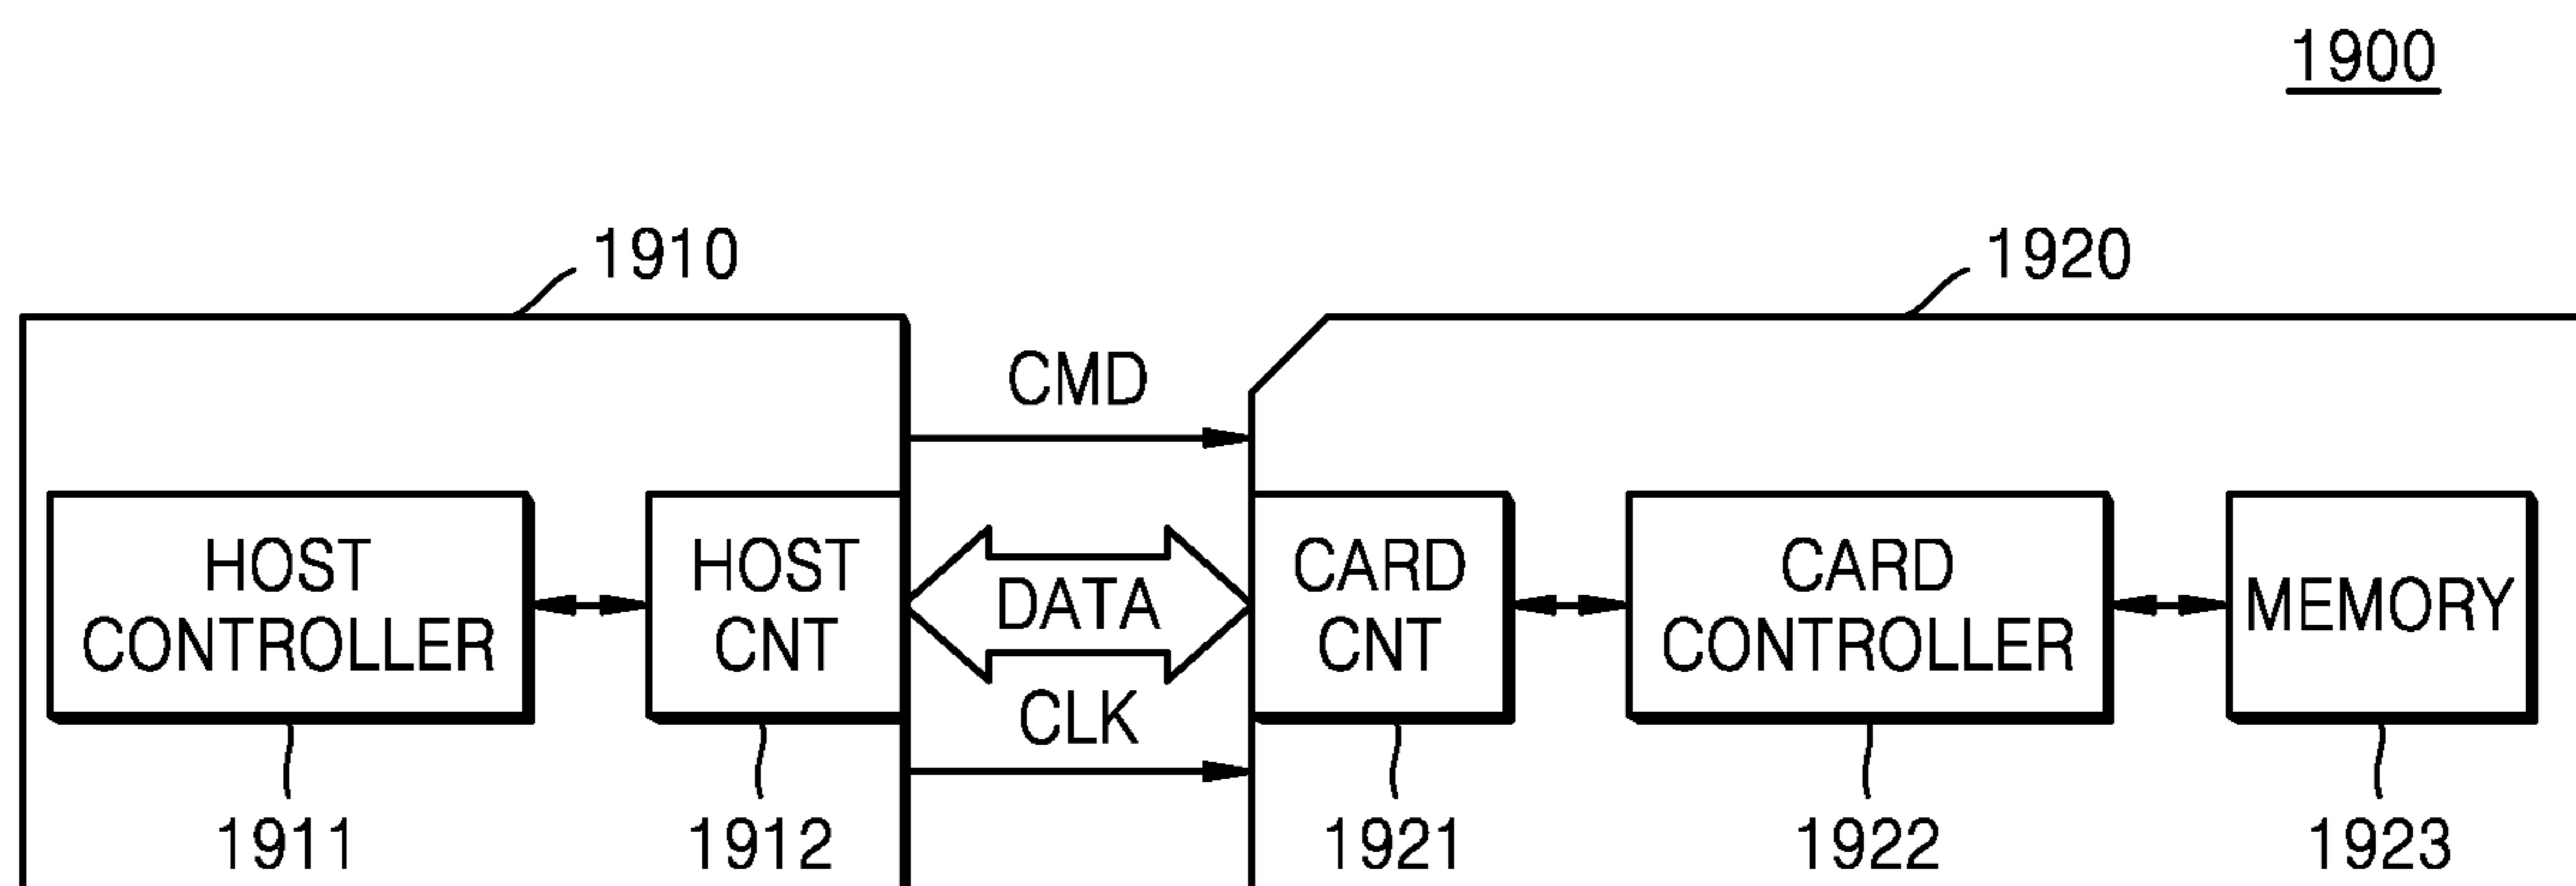 1900
1910
1920
CMD
HOST
CONTROLLER
HOST
CNT
DATA
CARD
CNT
CARD
CONTROLLER
MEMORY
CLK
1911
1912
1921
1922
1923